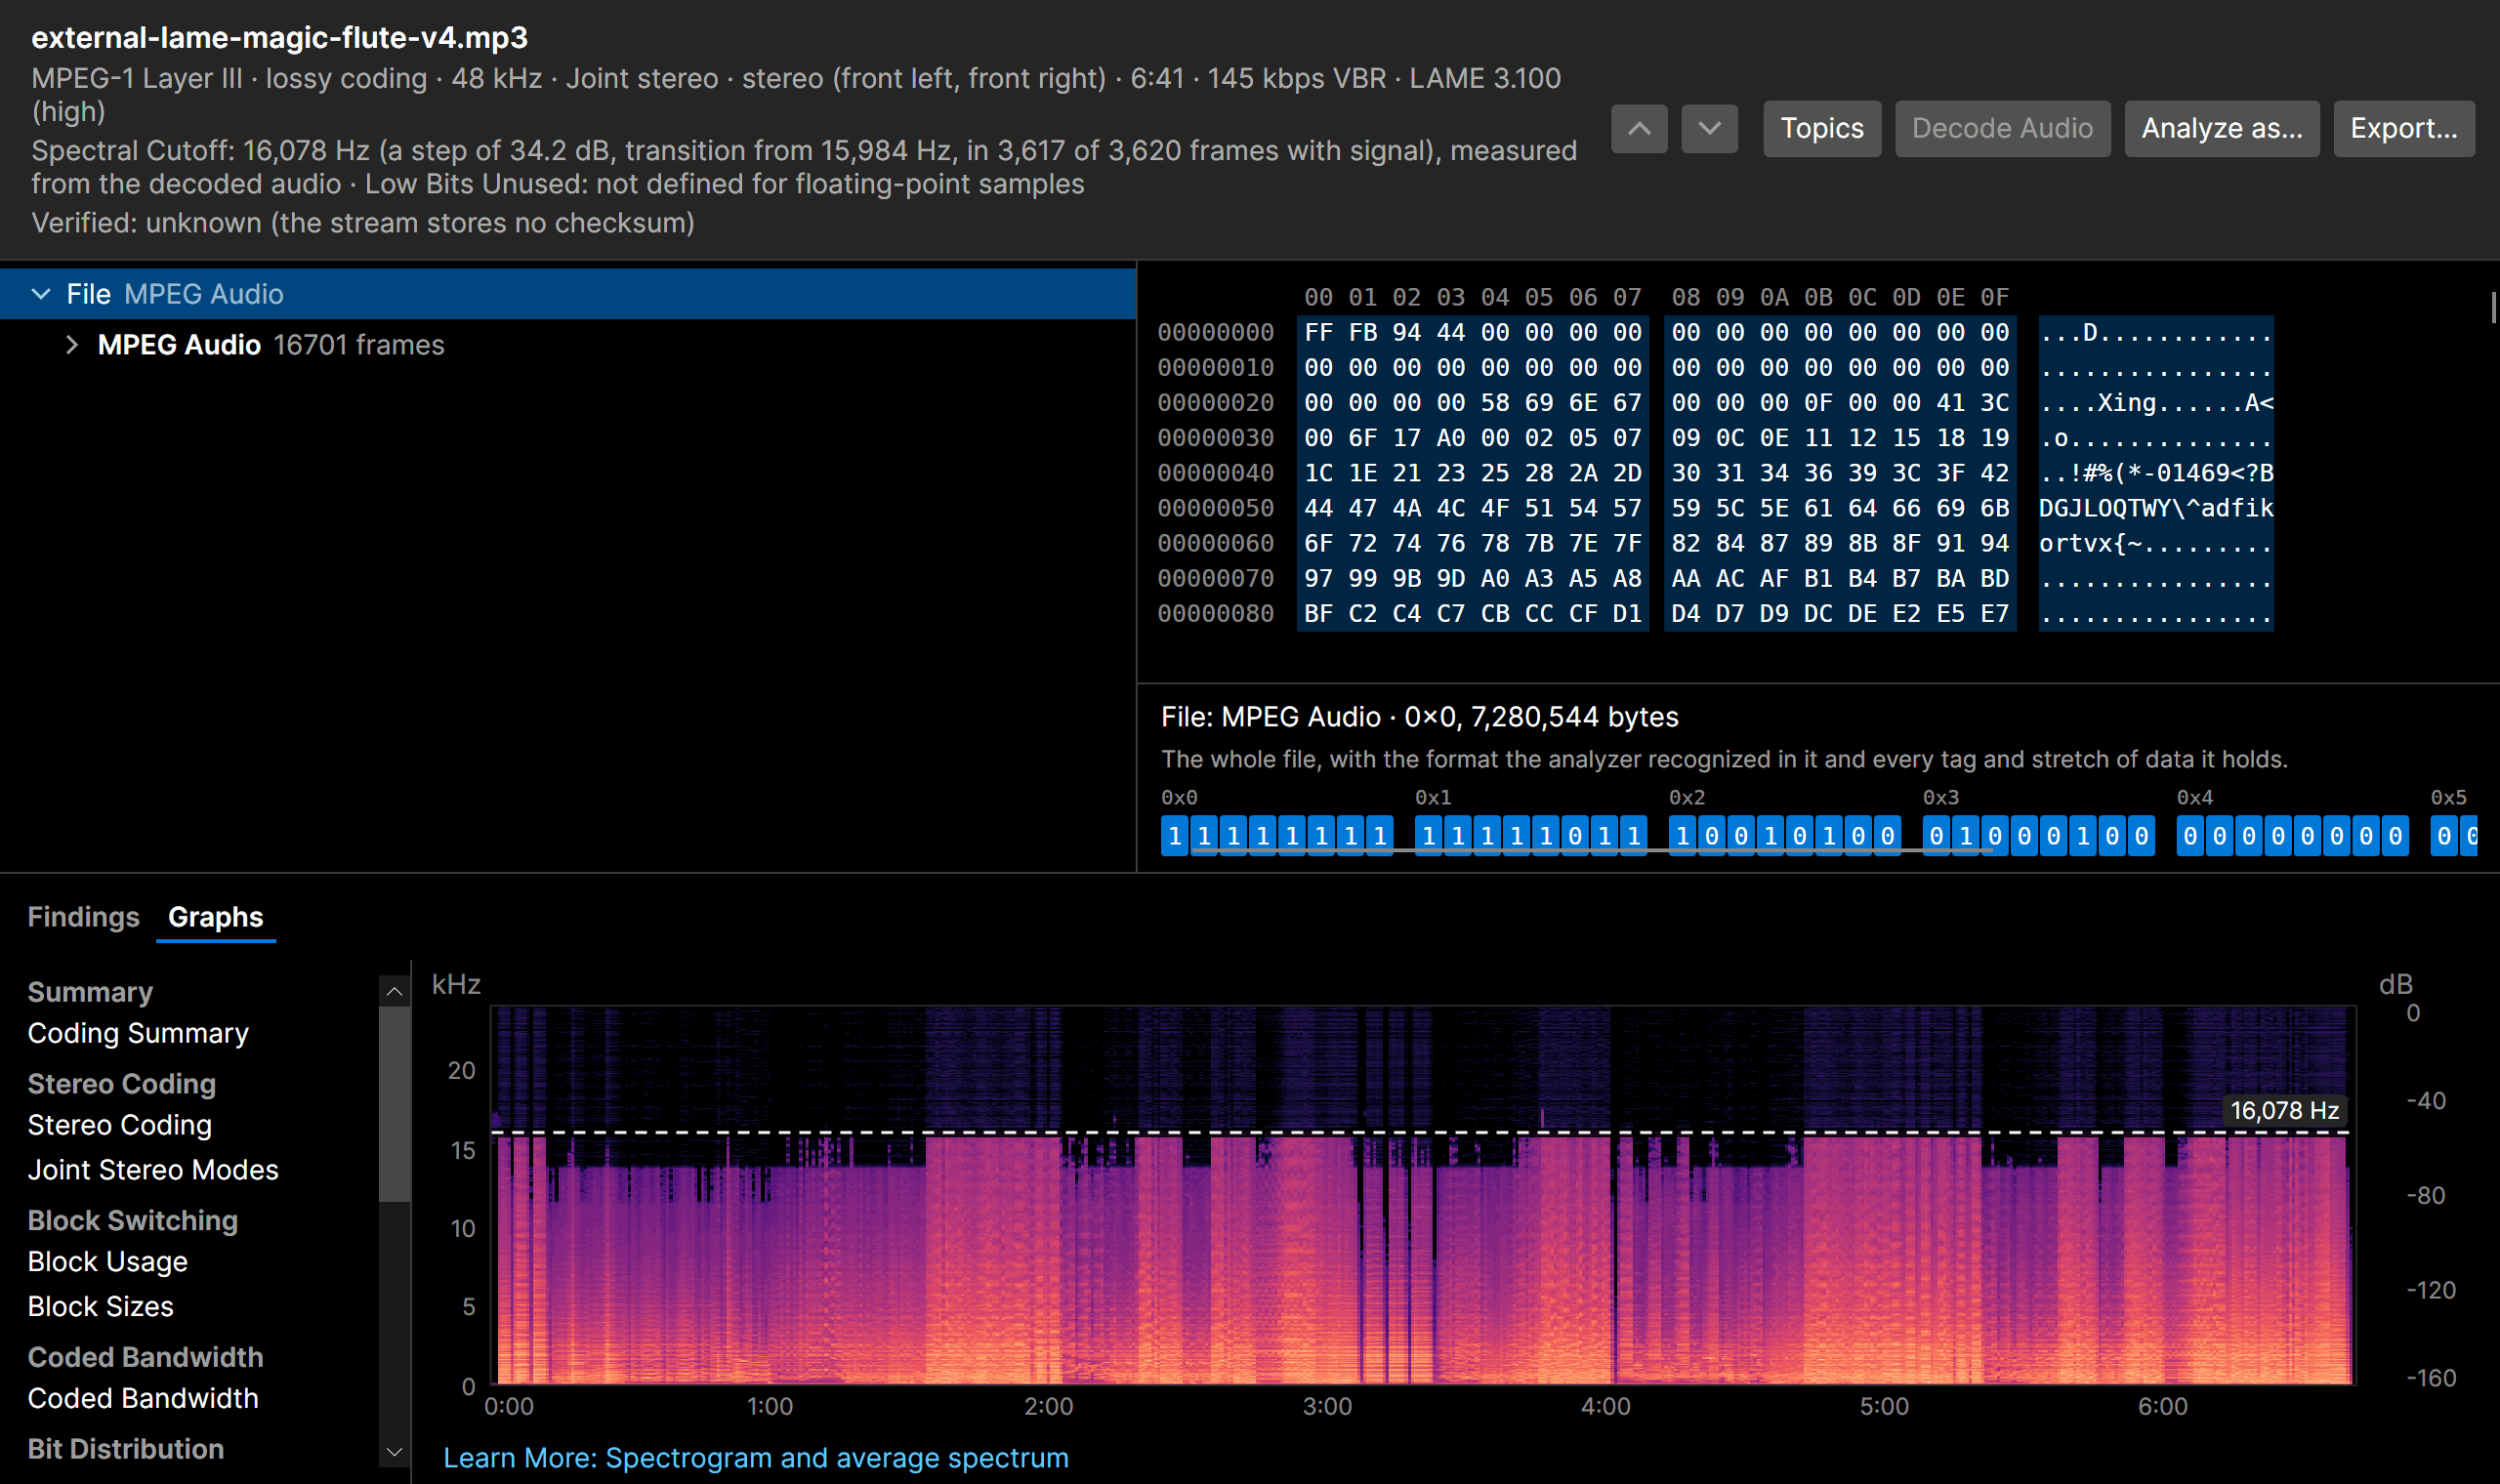 external-lame-magic-flute-v4.mp3
MPEG-1 Layer III · lossy coding · 48 kHz · Joint stereo · stereo (front left, front right) · 6:41 · 145 kbps VBR · LAME 3.100
(high)
Spectral Cutoff: 16,078 Hz (a step of 34.2 dB, transition from 15,984 Hz, in 3,617 of 3,620 frames with signal), measured
from the decoded audio · Low Bits Unused: not defined for floating-point samples
Verified: unknown (the stream stores no checksum)
Topics
Decode Audio
Analyze as...
Export...
File MPEG Audio
MPEG Audio 16701 frames
00 01 02 03 04 05 06 07 08 09 0A 0B 0C 0D 0E 0F
00000000 FF FB 94 44 00 00 00 00 00 00 00 00 00 00 00 00 ...D............
00000010 00 00 00 00 00 00 00 00 00 00 00 00 00 00 00 00 ................
00000020 00 00 00 00 58 69 6E 67 00 00 00 0F 00 00 41 3C ....Xing......A<
00000030 00 6F 17 A0 00 02 05 07 09 0C 0E 11 12 15 18 19 .o..............
00000040 1C 1E 21 23 25 28 2A 2D 30 31 34 36 39 3C 3F 42 ..!#%(*-01469<?B
00000050 44 47 4A 4C 4F 51 54 57 59 5C 5E 61 64 66 69 6B DGJLOQTWY\^adfik
00000060 6F 72 74 76 78 7B 7E 7F 82 84 87 89 8B 8F 91 94 ortvx{~.........
00000070 97 99 9B 9D A0 A3 A5 A8 AA AC AF B1 B4 B7 BA BD ................
00000080 BF C2 C4 C7 CB CC CF D1 D4 D7 D9 DC DE E2 E5 E7 ................
File: MPEG Audio · 0×0, 7,280,544 bytes
The whole file, with the format the analyzer recognized in it and every tag and stretch of data it holds.
0x0 0x1 0x2 0x3 0x4 0x5
1 1 1 1 1 1 1 1 1 1 1 1 1 0 1 1 1 0 0 1 0 1 0 0 0 1 0 0 0 1 0 0 0 0 0 0 0 0 0 0 0 0
Findings
Graphs
Summary
Coding Summary
Stereo Coding
Stereo Coding
Joint Stereo Modes
Block Switching
Block Usage
Block Sizes
Coded Bandwidth
Coded Bandwidth
Bit Distribution
kHz
20
15
10
5
0
16,078 Hz
dB
0
-40
-80
-120
-160
0:00 1:00 2:00 3:00 4:00 5:00 6:00
Learn More: Spectrogram and average spectrum